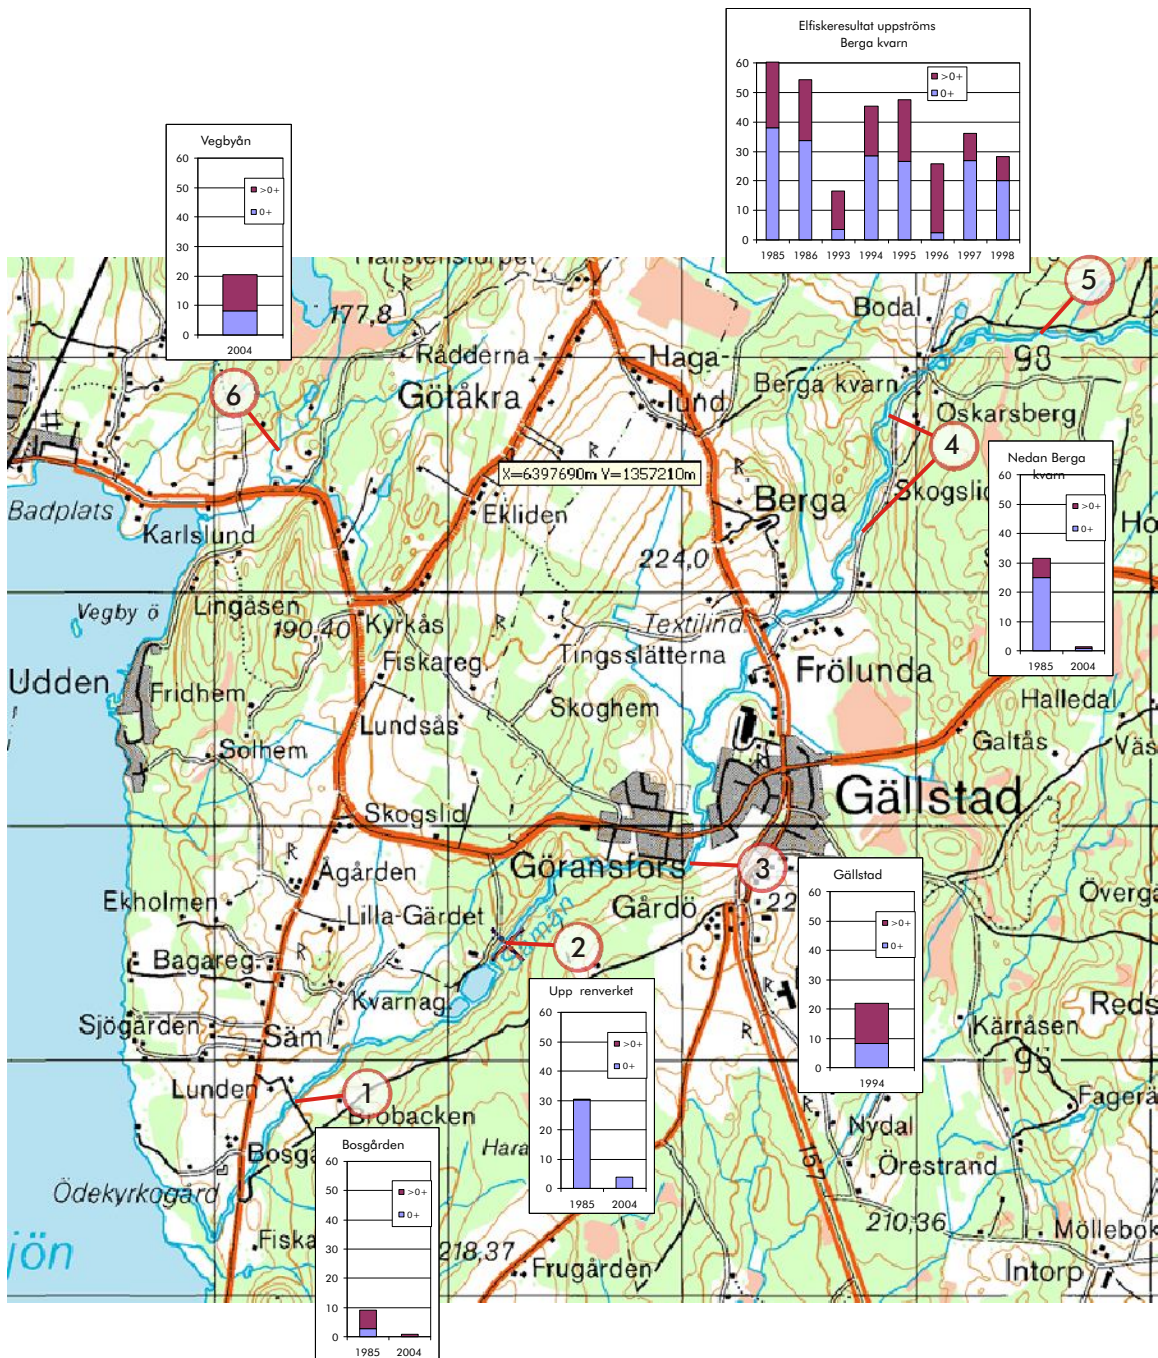 Elfiskeresultat uppströms
Berga kvarn
60
50
40
30
20
10
0
>0+
0+
1985 1986 1993 1994 1995 1996 1997 1998
Vegbyån
60
50
40
30
20
10
0
>0+
0+
2004
177,8
Rådderna
Götåkra
Haga-
lund
Bodal
5
98
Berga kvarn
Oskarsberg
6
4
R
X=6397690m Y=1357210m
R
Badplats
Karlslund
Ekliden
Berga
Nedan Berga
kvarn
60
50
40
30
20
10
0
>0+
0+
1985 2004
224,0
Vegby ö
Lingåsen
190,40
Kyrkås
R
Textilind.
Fiskareg.
Tingsslätterna
Frölunda
Udden
Fridhem
Skoghem
Halledal
Lundsås
Solhem
Galtås
R
Gällstad
Skogslid
Göransfors
3
R
Ågården
Ekholmen
R
Lilla-Gärdet
Gårdö
Gällstad
60
50
40
30
20
10
0
>0+
0+
1994
Sämån
2
R
Bagareg.
Kvarnag.
R
Upp renverket
60
50
40
30
20
10
0
>0+
0+
1985 2004
R
Sjögården
Säm
Kärråsen
95
Lunden
1
Brobacken
R
Nydal
Bosgården
60
50
40
30
20
10
0
>0+
0+
1985 2004
157
Örestrand
Ödekyrkogård
210,36
218,37
Frugården
Intorp